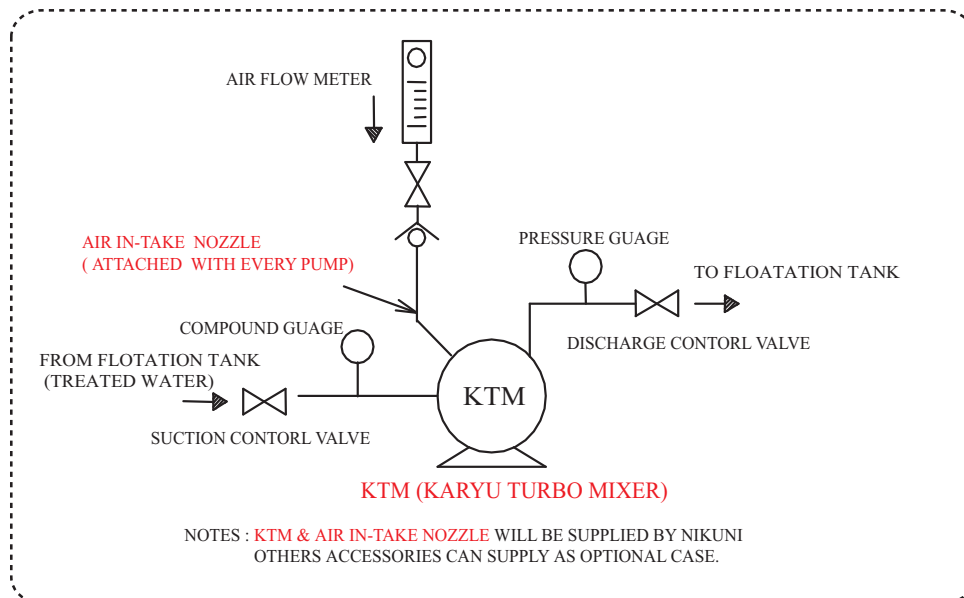 AIR FLOW METER
AIR IN-TAKE NOZZLE
( ATTACHED WITH EVERY PUMP)
PRESSURE GUAGE
TO FLOATATION TANK
COMPOUND GUAGE
DISCHARGE CONTORL VALVE
FROM FLOTATION TANK
(TREATED WATER)
KTM
SUCTION CONTORL VALVE
KTM (KARYU TURBO MIXER)
NOTES : KTM & AIR IN-TAKE NOZZLE WILL BE SUPPLIED BY NIKUNI
OTHERS ACCESSORIES CAN SUPPLY AS OPTIONAL CASE.